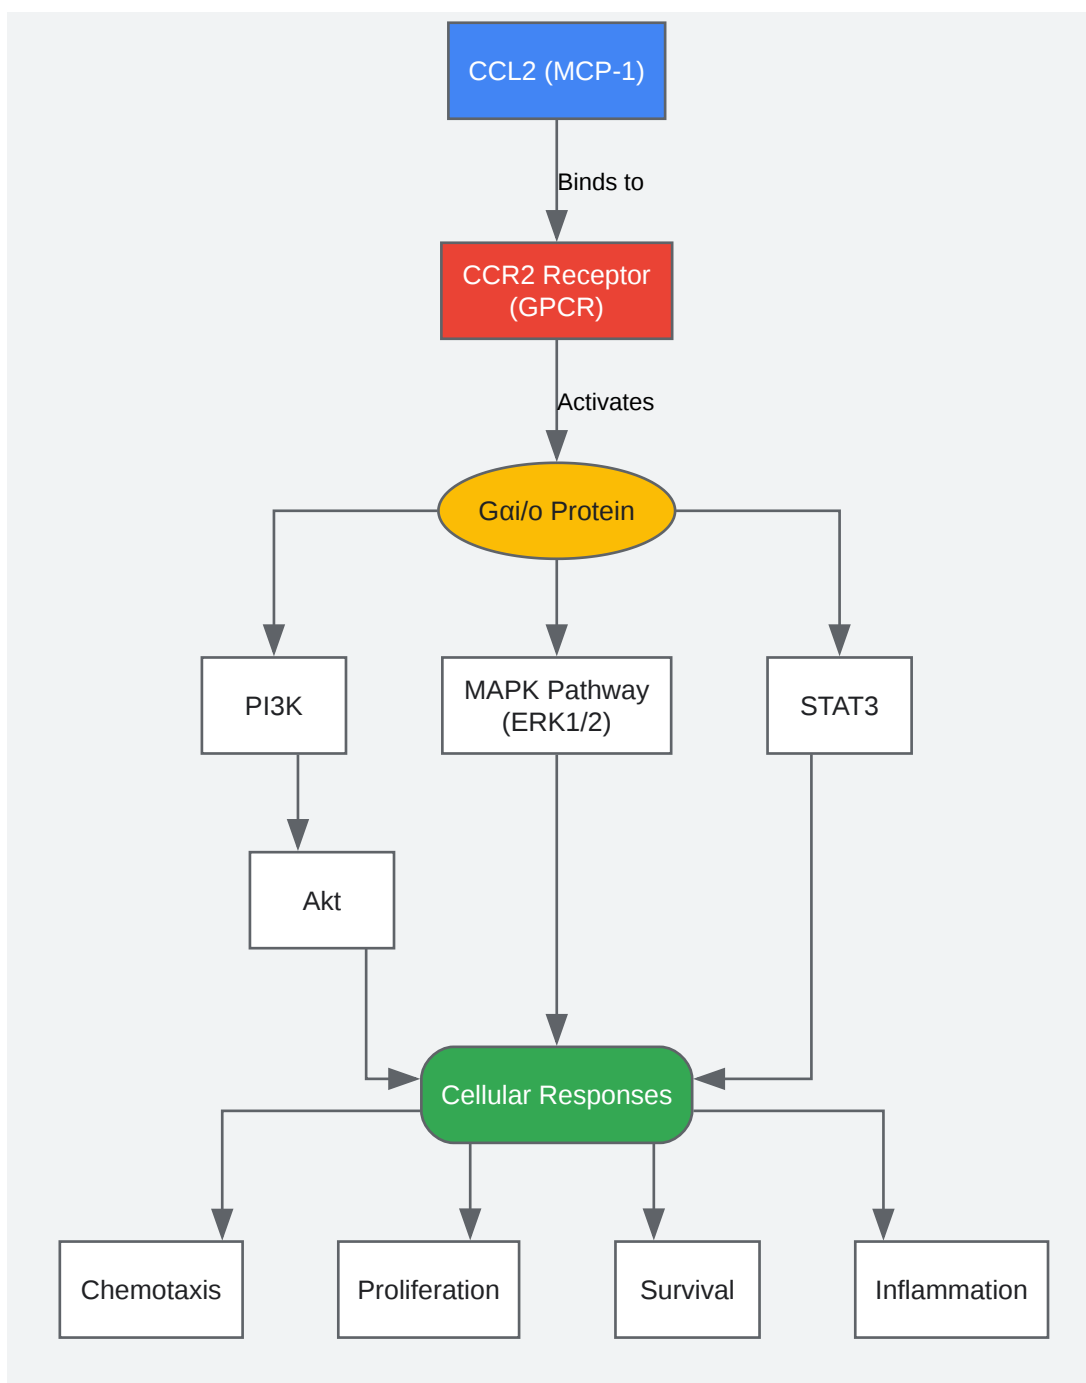 CCL2 (MCP-1)
Binds to
CCR2 Receptor
(GPCR)
Activates
Gαi/o Protein
PI3K
MAPK Pathway
(ERK1/2)
STAT3
Akt
Cellular Responses
Chemotaxis
Proliferation
Survival
Inflammation